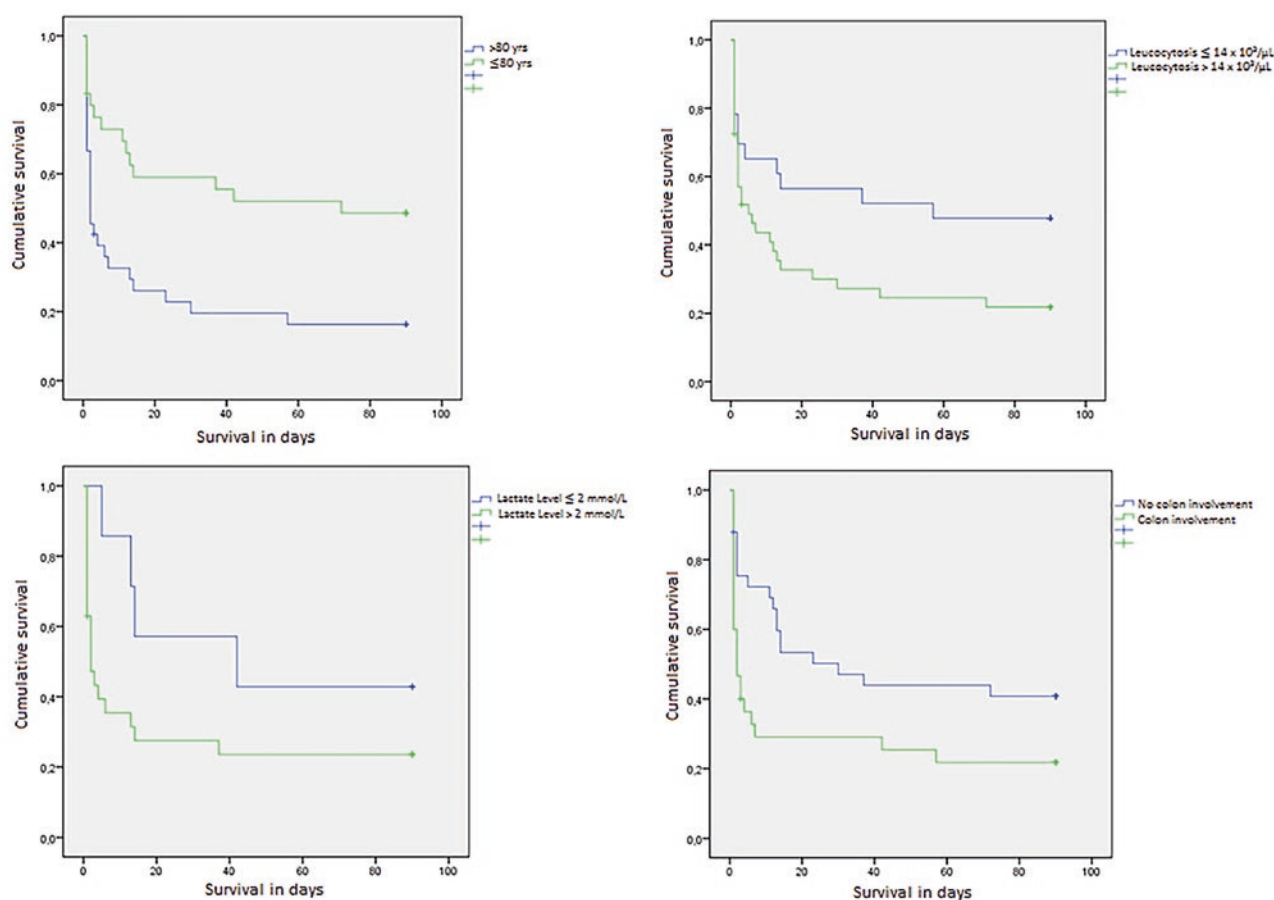 Cumulative survival
1,0
0,8
0,6
0,4
0,2
0,0
0 20 40 60 80 100
Survival in days
>80 yrs
≤80 yrs
Cumulative survival
1,0
0,8
0,6
0,4
0,2
0,0
0 20 40 60 80 100
Survival in days
Leucocytosis ≤ 14 x 10³/µL
Leucocytosis > 14 x 10³/µL
Cumulative survival
1,0
0,8
0,6
0,4
0,2
0,0
0 20 40 60 80 100
Survival in days
Lactate Level ≤ 2 mmol/L
Lactate Level > 2 mmol/L
Cumulative survival
1,0
0,8
0,6
0,4
0,2
0,0
0 20 40 60 80 100
Survival in days
No colon involvement
Colon involvement